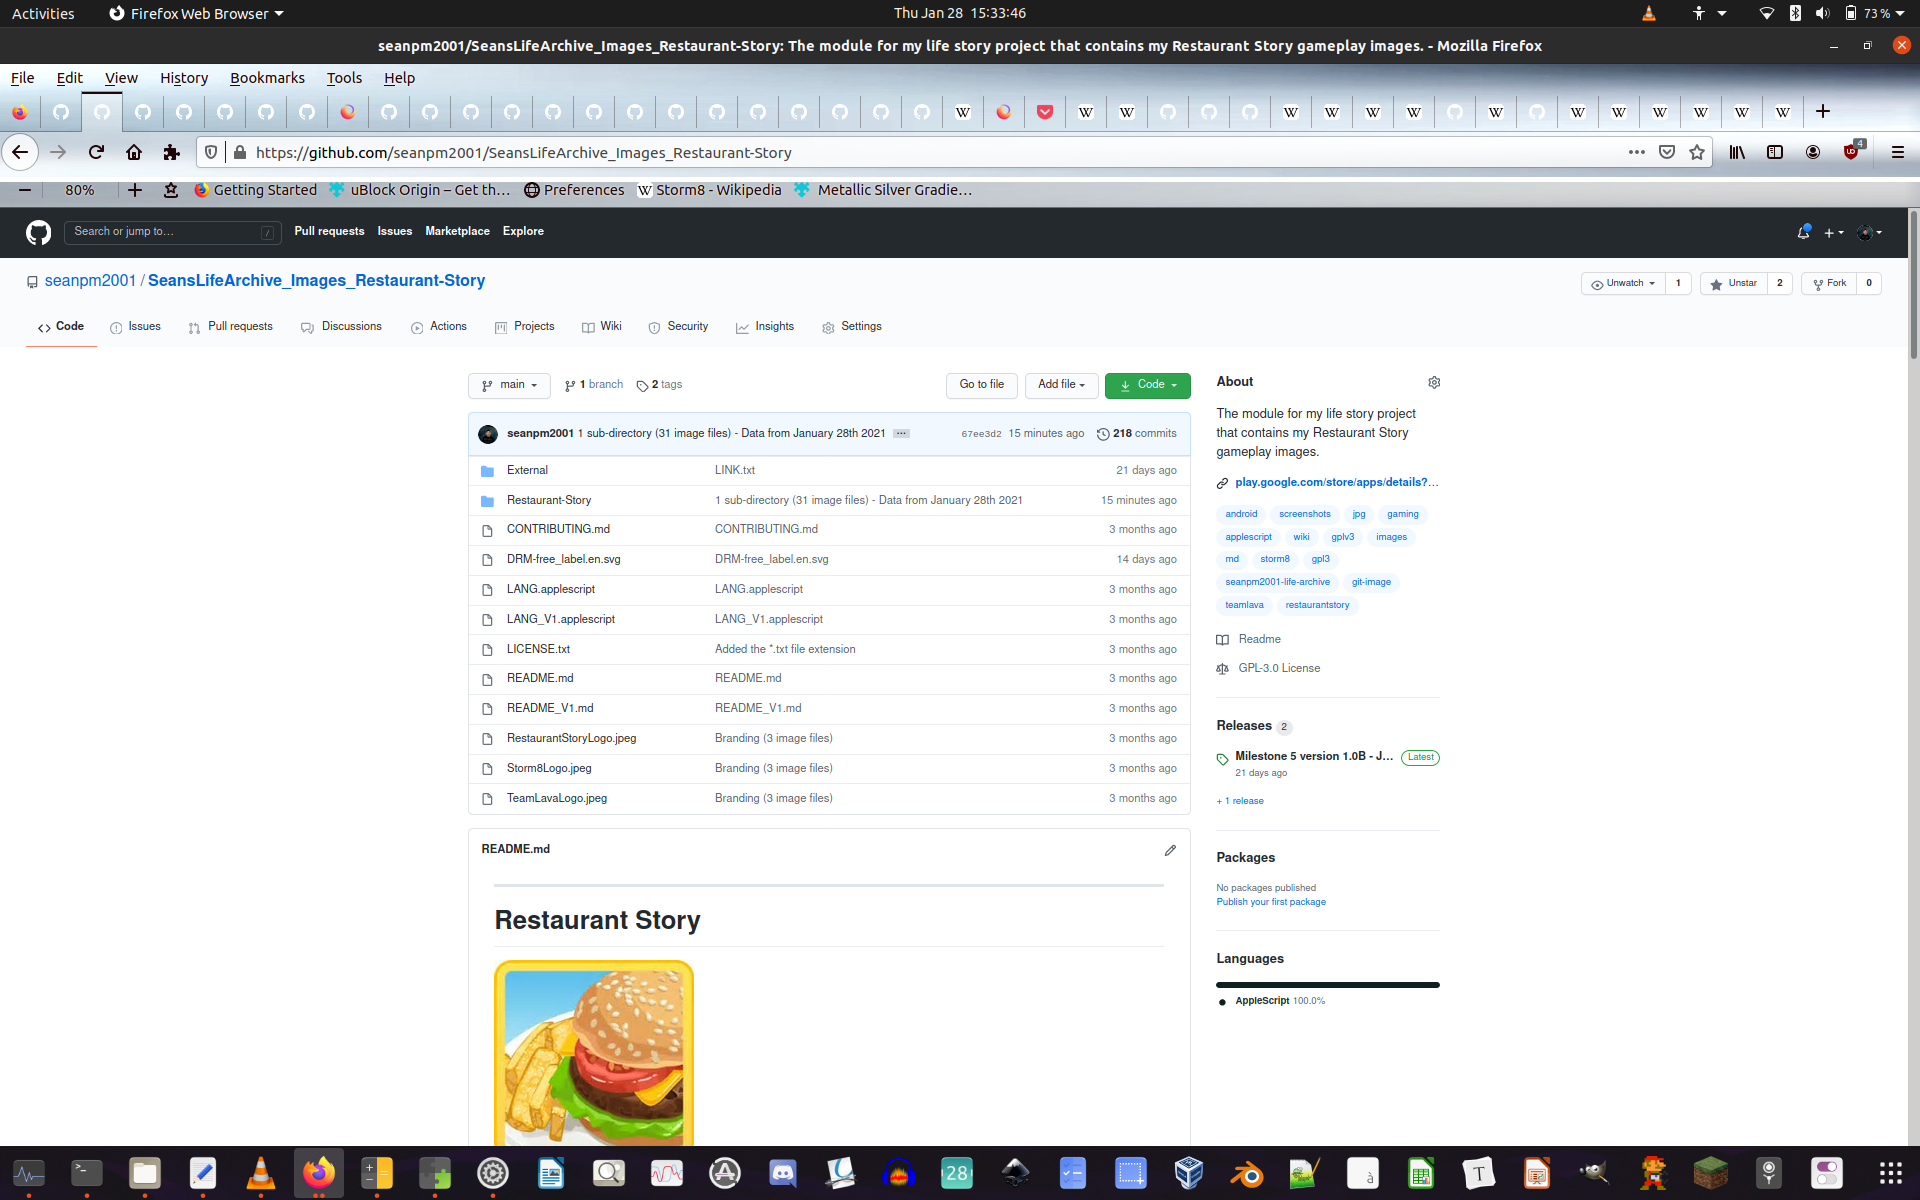 Activities Firefox Web Browser Thu Jan 28 15:33:46 73 %
seanpm2001/SeansLifeArchive_Images_Restaurant-Story: The module for my life story project that contains my Restaurant Story gameplay images. - Mozilla Firefox
File Edit View History Bookmarks Tools Help
https://github.com/seanpm2001/SeansLifeArchive_Images_Restaurant-Story 4
80% Getting Started uBlock Origin – Get th… Preferences Storm8 - Wikipedia Metallic Silver Gradie…
Search or jump to… / Pull requests Issues Marketplace Explore
seanpm2001 / SeansLifeArchive_Images_Restaurant-Story Unwatch 1 Unstar 2 Fork 0
Code Issues Pull requests Discussions Actions Projects Wiki Security Insights Settings
main 1 branch 2 tags Go to file Add file Code
seanpm2001 1 sub-directory (31 image files) - Data from January 28th 2021 ... 67ee3d2 15 minutes ago 218 commits
External LINK.txt 21 days ago
Restaurant-Story 1 sub-directory (31 image files) - Data from January 28th 2021 15 minutes ago
CONTRIBUTING.md CONTRIBUTING.md 3 months ago
DRM-free_label.en.svg DRM-free_label.en.svg 14 days ago
LANG.applescript LANG.applescript 3 months ago
LANG_V1.applescript LANG_V1.applescript 3 months ago
LICENSE.txt Added the *.txt file extension 3 months ago
README.md README.md 3 months ago
README_V1.md README_V1.md 3 months ago
RestaurantStoryLogo.jpeg Branding (3 image files) 3 months ago
Storm8Logo.jpeg Branding (3 image files) 3 months ago
TeamLavaLogo.jpeg Branding (3 image files) 3 months ago
README.md
Restaurant Story
About
The module for my life story project
that contains my Restaurant Story
gameplay images.
play.google.com/store/apps/details?…
android screenshots jpg gaming
applescript wiki gplv3 images
md storm8 gpl3
seanpm2001-life-archive git-image
teamlava restaurantstory
Readme
GPL-3.0 License
Releases 2
Milestone 5 version 1.0B - J… Latest
21 days ago
+ 1 release
Packages
No packages published
Publish your first package
Languages
AppleScript 100.0%
28